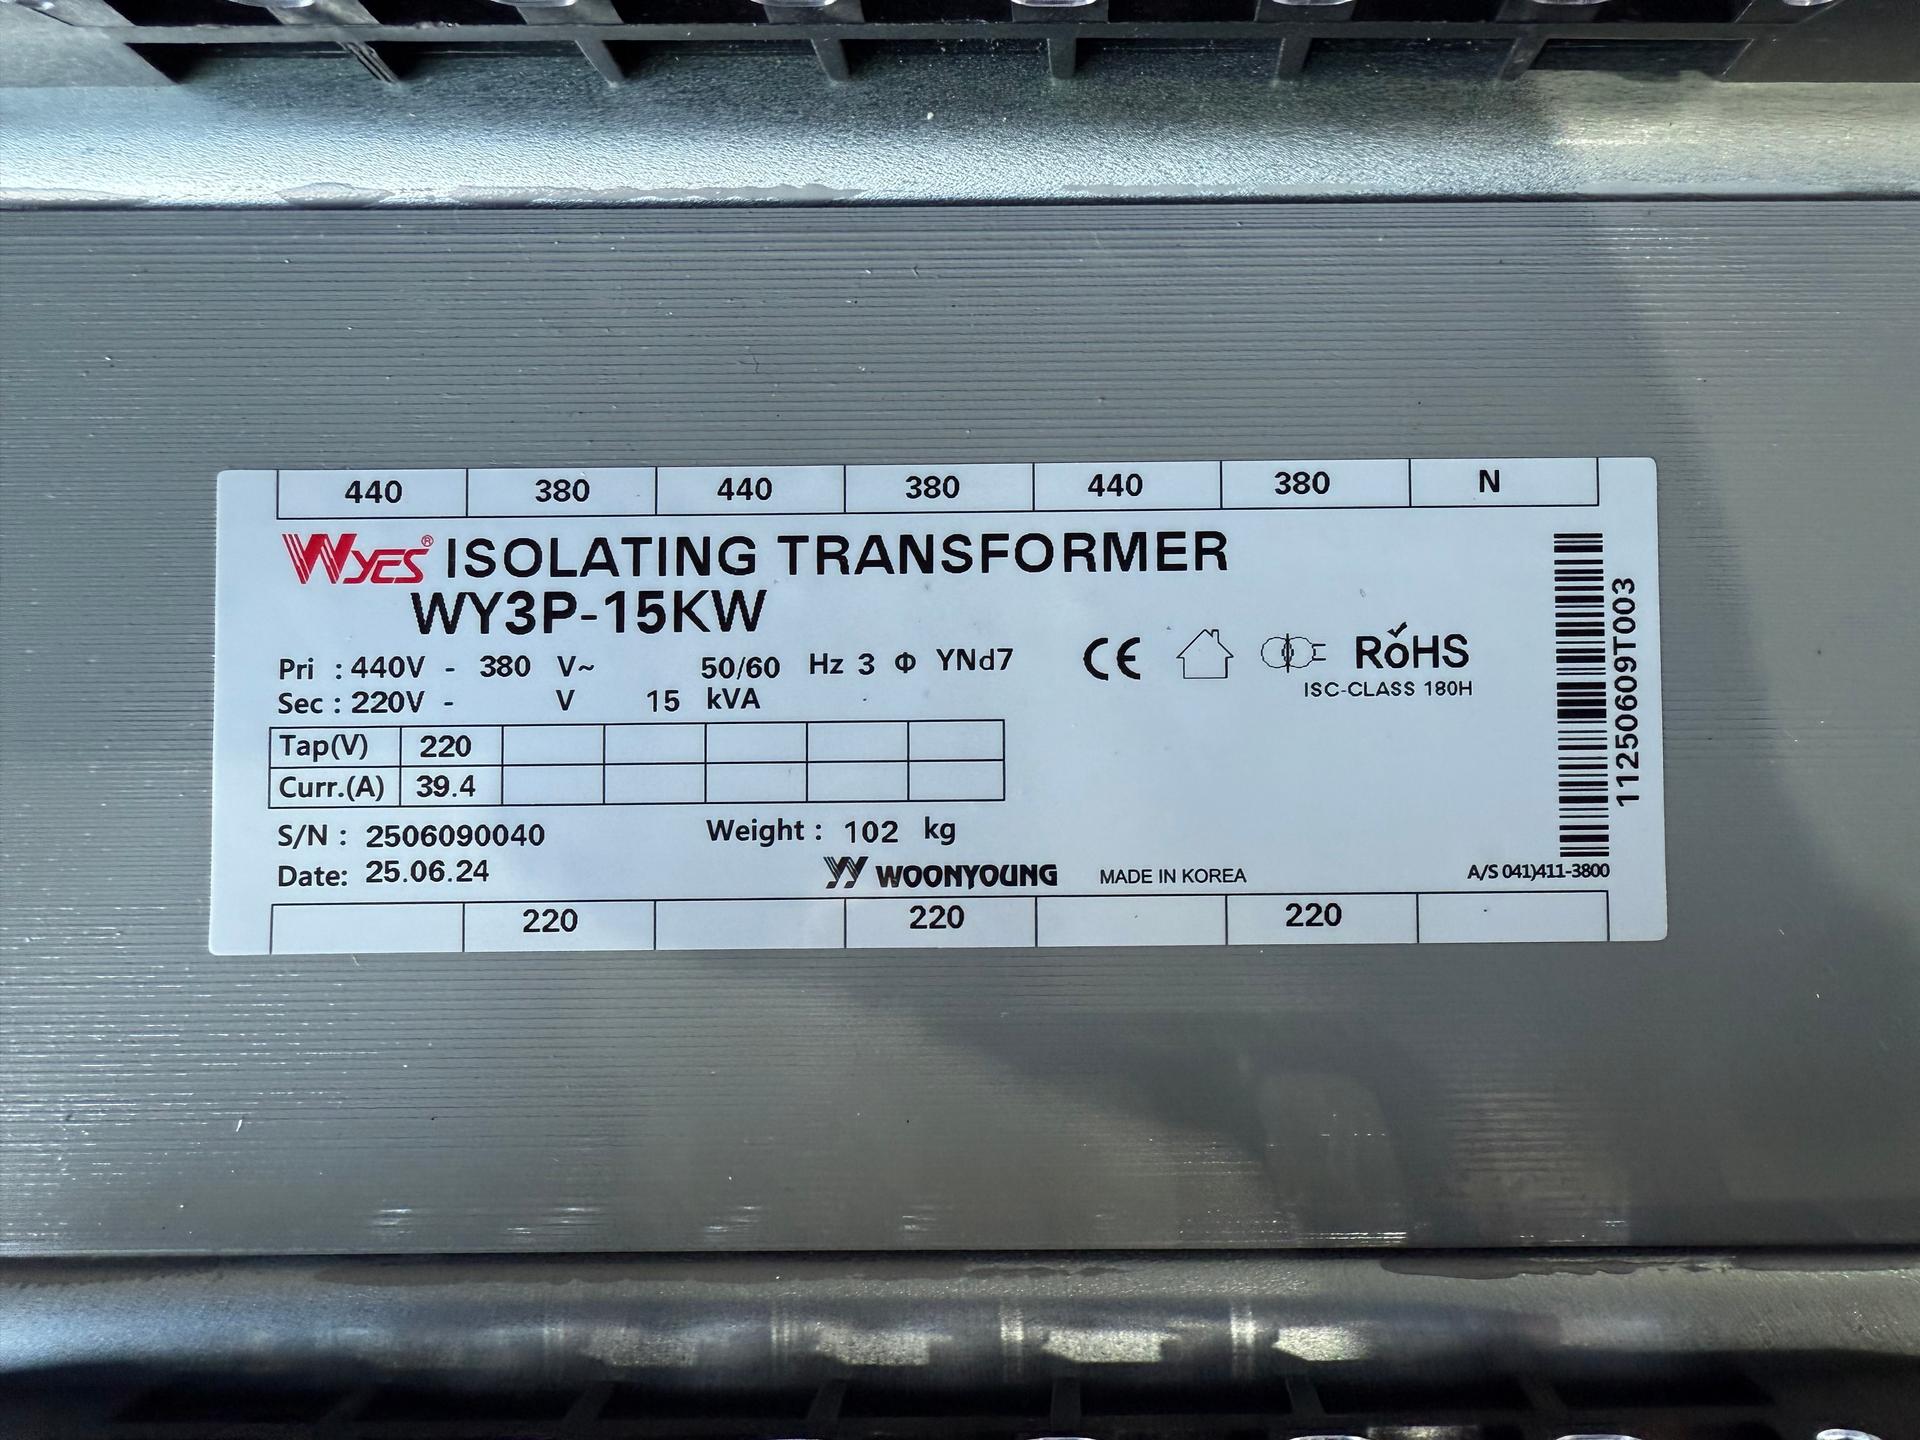 440 380 440 380 440 380 N
WYES® ISOLATING TRANSFORMER
WY3P-15KW
Pri : 440V - 380 V~ 50/60 Hz 3 Φ YNd7
Sec : 220V - V 15 kVA
CE RoHS
ISC-CLASS 180H
Tap(V) 220
Curr.(A) 39.4
S/N : 2506090040 Weight : 102 kg
Date: 25.06.24 WOONYOUNG MADE IN KOREA
11250609T003
A/S 041)411-3800
220 220 220